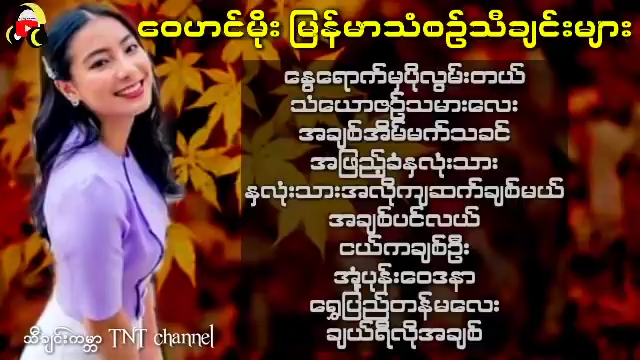 ဝေဟင်မိုး မြန်မာသံစဉ်သီချင်းများ
နွေရောက်မှပိုလွမ်းတယ်
သံယောဇဉ်သမားလေး
အချစ်အိမ်မက်သခင်
အဖြည့်ခံနှလုံးသား
နှလုံးသားအလိုကျဆက်ချစ်မယ်
အချစ်ပင်လယ်
ငယ်ကချစ်ဦး
အုံပုန်းဝေဒနာ
ရွှေပြည်တန်မလေး
ချယ်ရီလိုအချစ်
သီချင်းကမ္ဘာ TNT channel